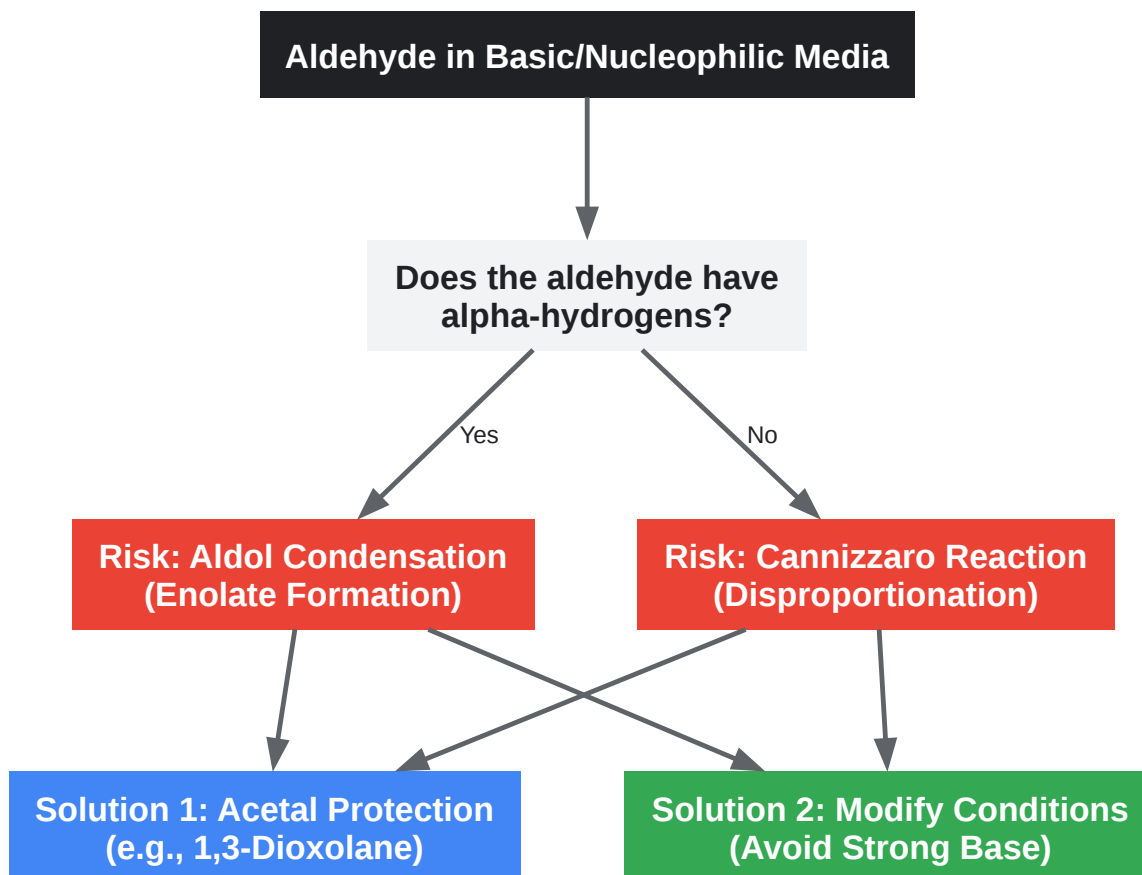 Aldehyde in Basic/Nucleophilic Media
Does the aldehyde have
alpha-hydrogens?
Yes
No
Risk: Aldol Condensation
(Enolate Formation)
Risk: Cannizzaro Reaction
(Disproportionation)
Solution 1: Acetal Protection
(e.g., 1,3-Dioxolane)
Solution 2: Modify Conditions
(Avoid Strong Base)